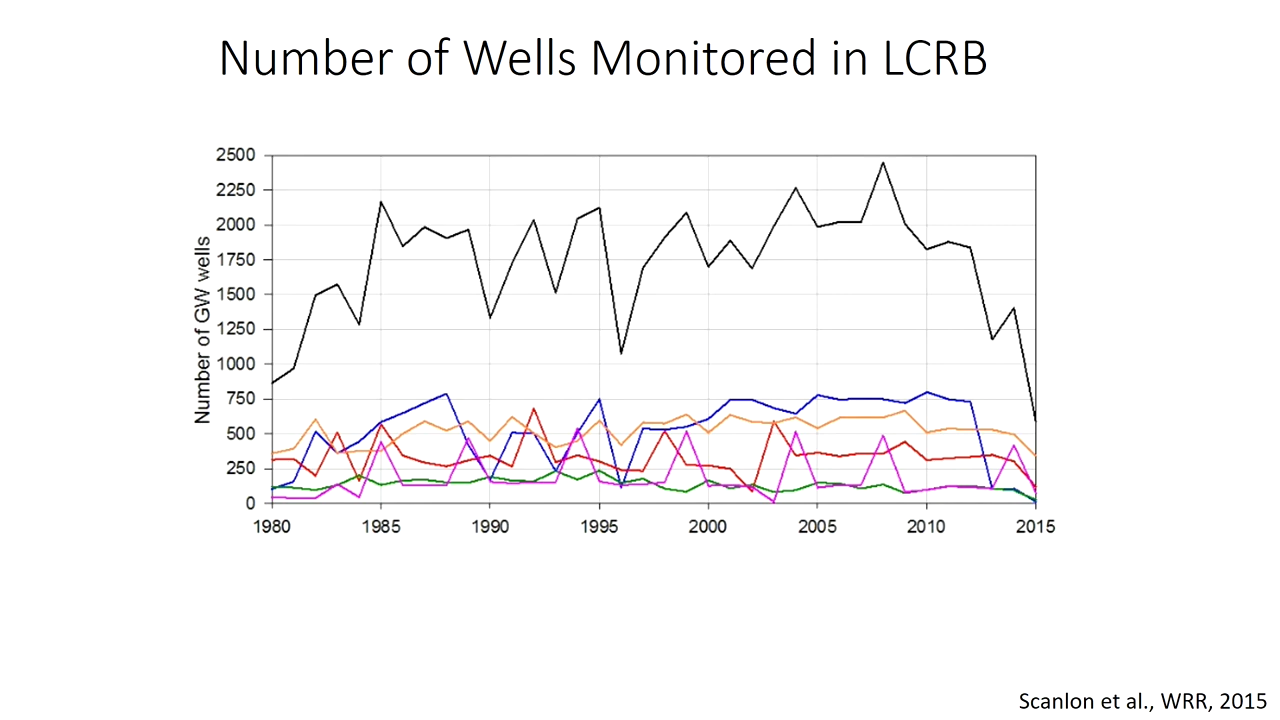 Number of Wells Monitored in LCRB
Number of GW wells
2500
2250
2000
1750
1500
1250
1000
750
500
250
0
1980 1985 1990 1995 2000 2005 2010 2015
Scanlon et al., WRR, 2015